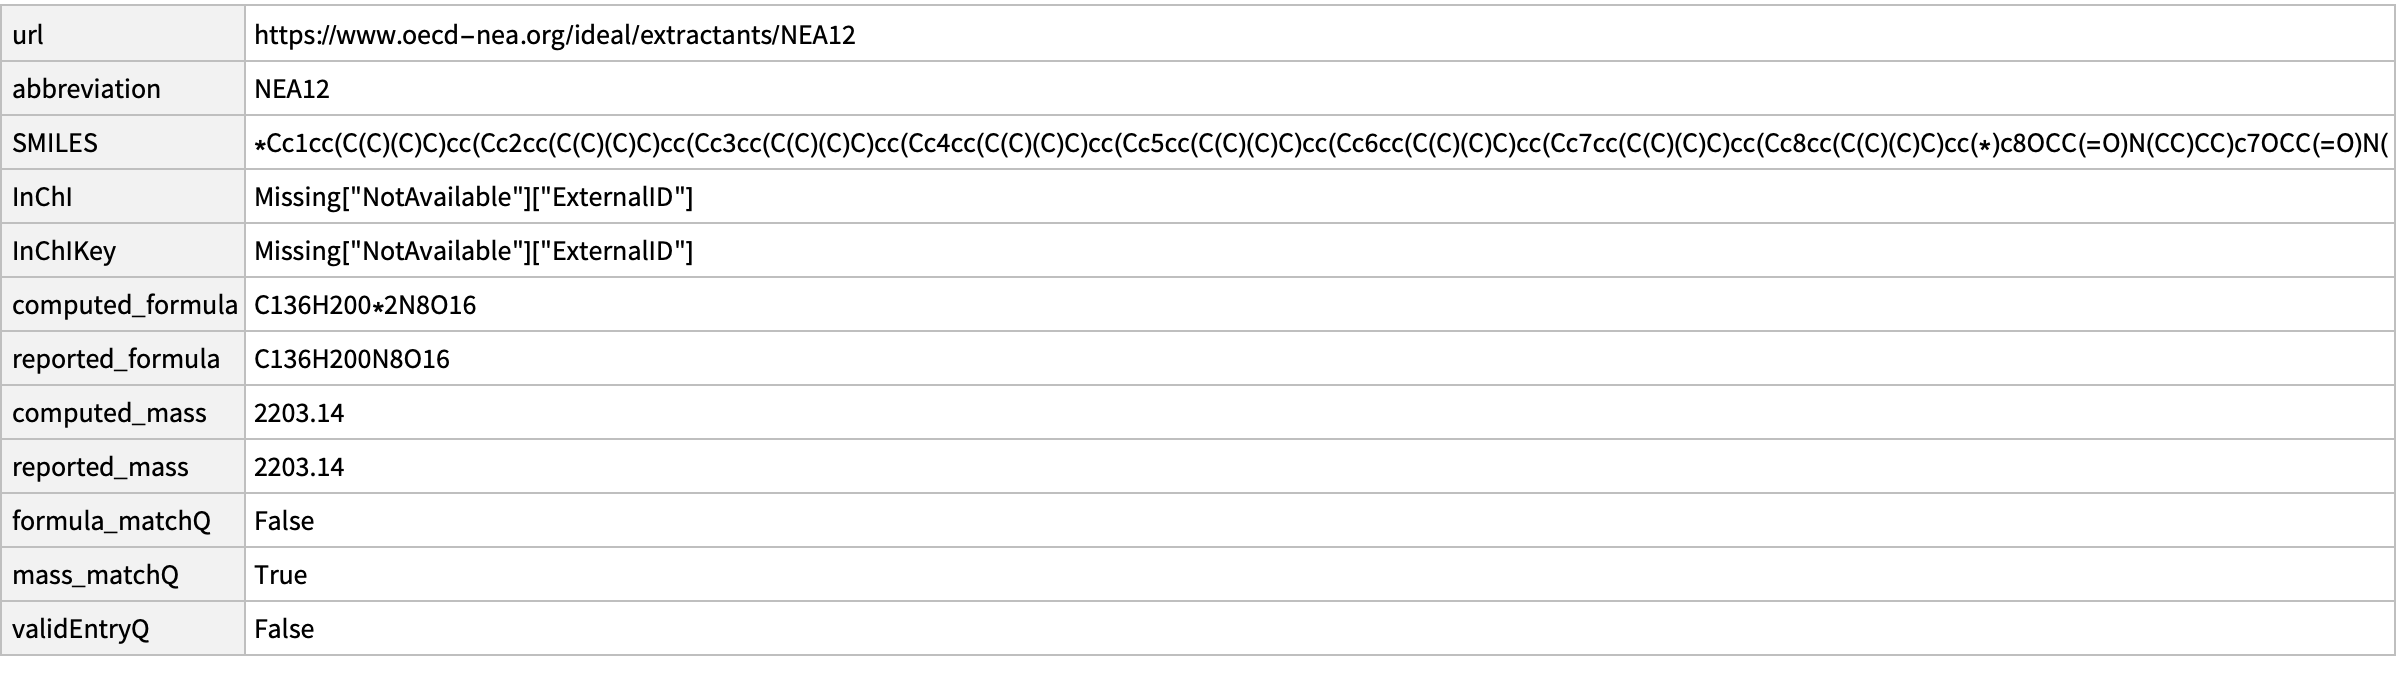 url https://www.oecd-nea.org/ideal/extractants/NEA12
abbreviation NEA12
SMILES *Cc1cc(C(C)(C)C)cc(Cc2cc(C(C)(C)C)cc(Cc3cc(C(C)(C)C)cc(Cc4cc(C(C)(C)C)cc(Cc5cc(C(C)(C)C)cc(Cc6cc(C(C)(C)C)cc(Cc7cc(C(C)(C)C)cc(Cc8cc(C(C)(C)C)cc(*)c8OCC(=O)N(CC)CC)c7OCC(=O)N(
InChI Missing["NotAvailable"]["ExternalID"]
InChIKey Missing["NotAvailable"]["ExternalID"]
computed_formula C136H200*2N8O16
reported_formula C136H200N8O16
computed_mass 2203.14
reported_mass 2203.14
formula_matchQ False
mass_matchQ True
validEntryQ False